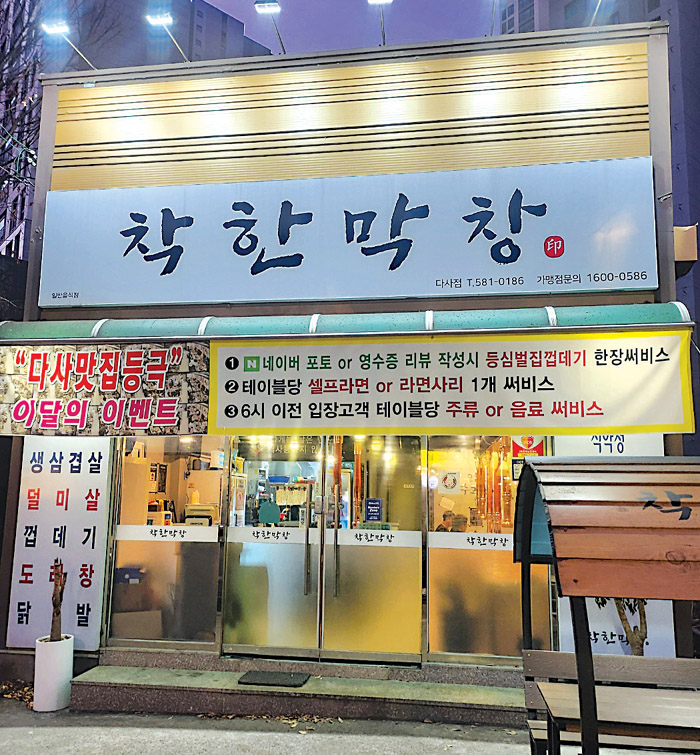 착한막창
印
일반음식점
다사점 T.581-0186 가맹점문의 1600-0586
"다사맛집등극"
이달의 이벤트
❶ N 네이버 포토 or 영수증 리뷰 작성시 등심벌집껍데기 한장써비스
❷ 테이블당 셀프라면 or 라면사리 1개 써비스
❸ 6시 이전 입장고객 테이블당 주류 or 음료 써비스
생삼겹살
덜미살
껍데기
도래창
닭발
착한막창
착한막창
착한막창
착한막창
착한막창
착